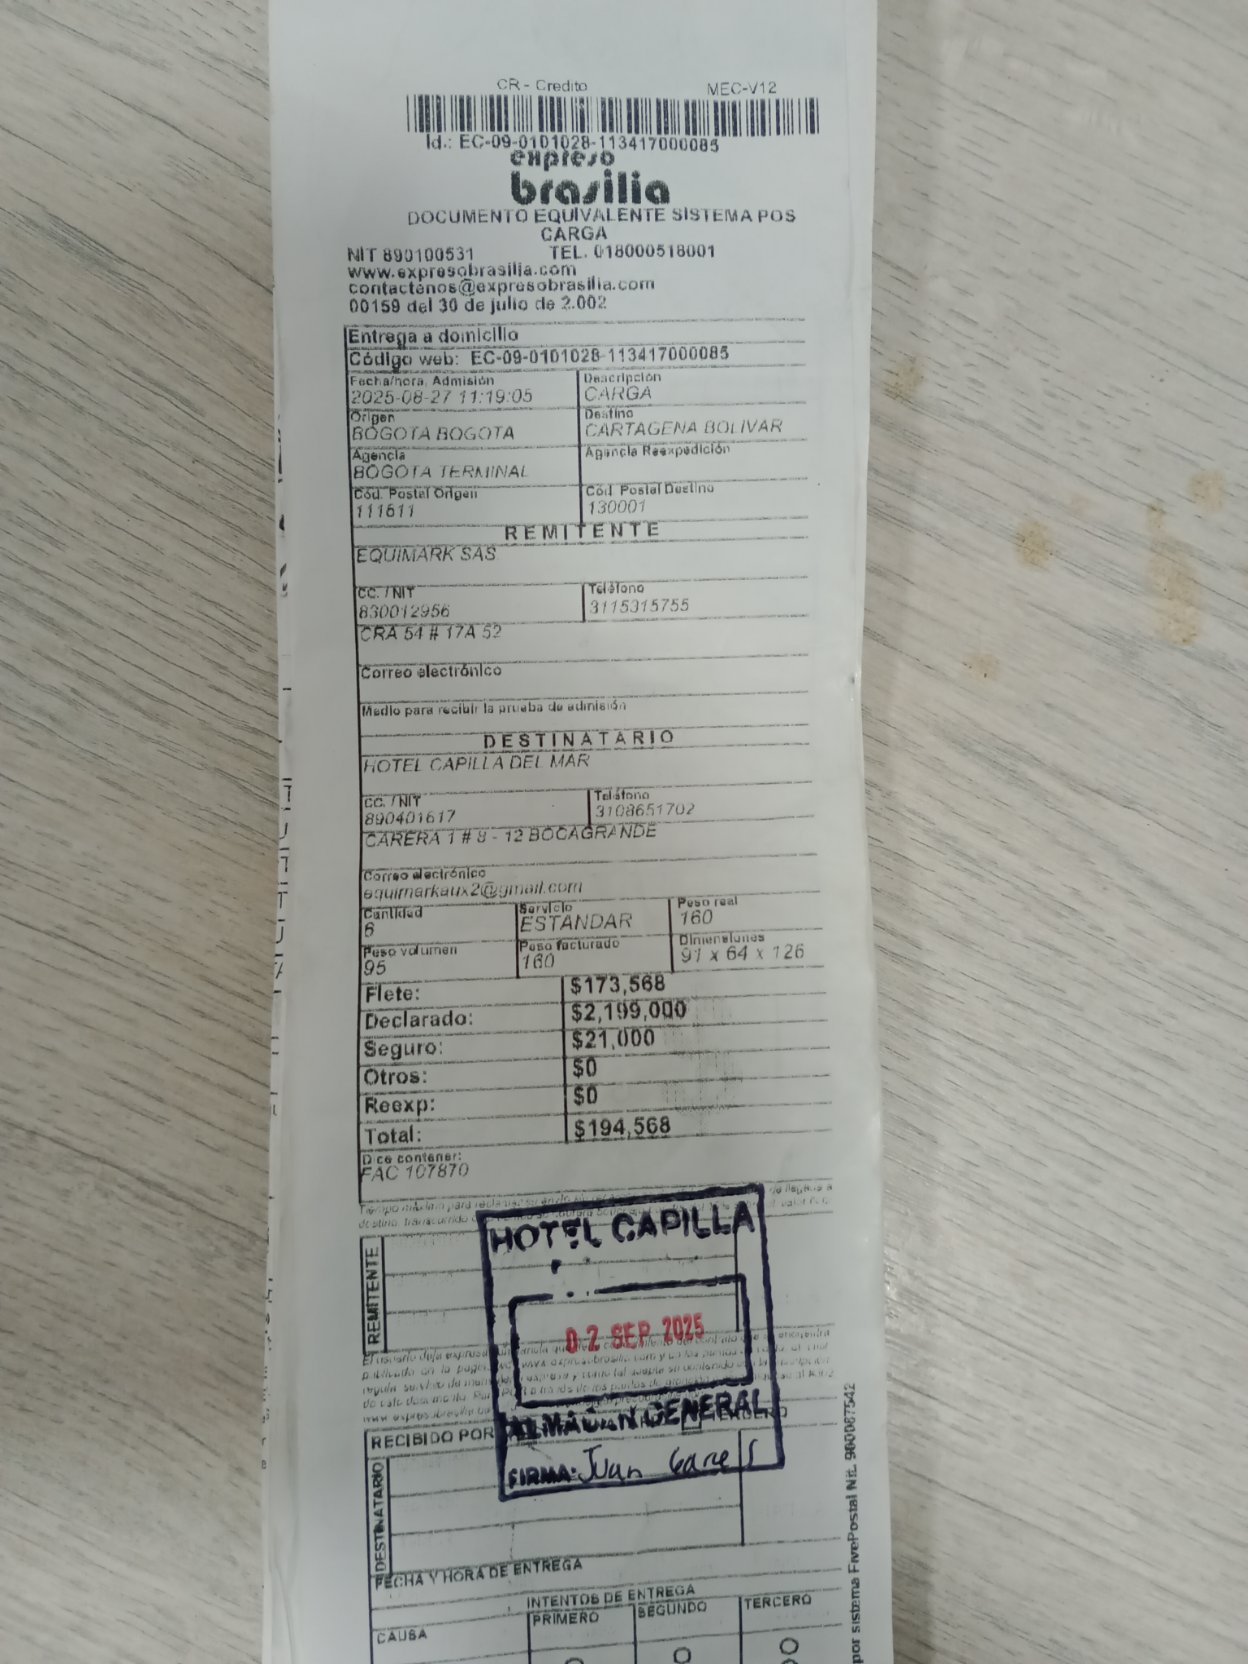 CR - Credito MEC-V12
Id.: EC-09-0101028-113417000085
expreso
brasilia
DOCUMENTO EQUIVALENTE SISTEMA POS
CARGA
NIT 890100531 TEL. 018000518001
www.expresobrasilia.com
contactenos@expresobrasilia.com
00159 del 30 de julio de 2.002
Entrega a domicilio
Código web: EC-09-0101028-113417000085
Fecha/hora. Admisión Descripción
2025-08-27 11:19:05 CARGA
Origen Destino
BOGOTA BOGOTA CARTAGENA BOLIVAR
Agencia Agencia Reexpedición
BOGOTA TERMINAL
Cód. Postal Origen Cód. Postal Destino
111611 130001
REMITENTE
EQUIMARK SAS
CC. / NIT Teléfono
830012956 3115315755
CRA 54 # 17A 52
Correo electrónico
Medio para recibir la prueba de admisión
DESTINATARIO
HOTEL CAPILLA DEL MAR
CC. / NIT Teléfono
890401617 3108651702
CARERA 1 # 8 - 12 BOCAGRANDE
Correo electrónico
equimarkaux2@gmail.com
Cantidad Servicio Peso real
6 ESTANDAR 160
Peso volumen Peso facturado Dimensiones
95 160 91 x 64 x 126
Flete: $173,568
Declarado: $2,199,000
Seguro: $21,000
Otros: $0
Reexp: $0
Total: $194,568
Dice contener:
FAC 107870
HOTEL CAPILLA
REMITENTE
02 SEP 2025
ALMACEN GENERAL
RECIBIDO POR
FIRMA: Juan
DESTINATARIO
FECHA Y HORA DE ENTREGA
INTENTOS DE ENTREGA
CAUSA PRIMERO SEGUNDO TERCERO
por sistema FivePostal Nit. 900087542